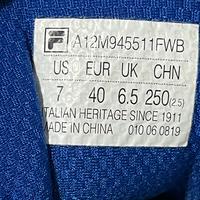 F A12M945511FWB
US EUR UK CHN
7 40 6.5 250(2.5)
ITALIAN HERITAGE SINCE 1911
MADE IN CHINA 010 06 0819